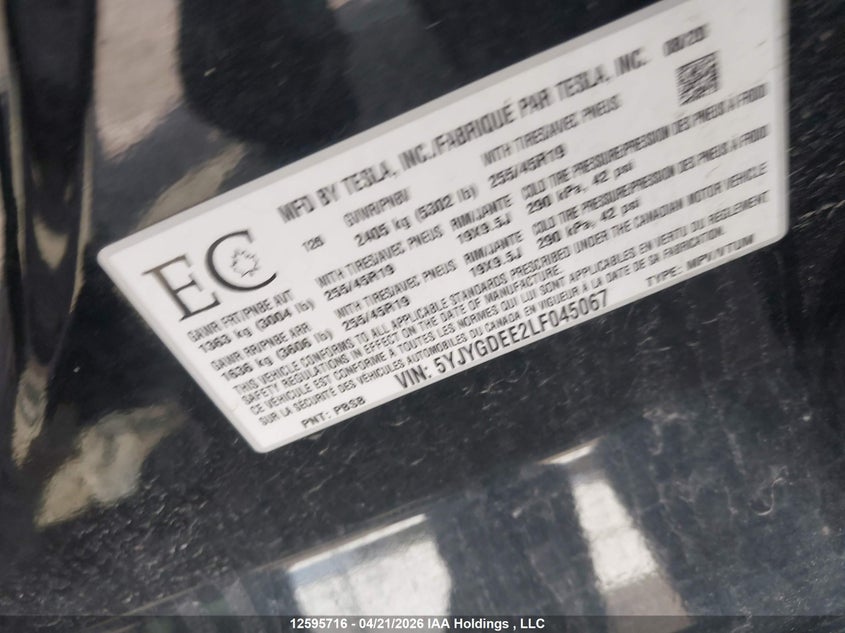 MFD BY TESLA, INC./FABRIQUÉ PAR TESLA, INC. 08/20
EC
GVWR/PNBV
2405 kg (5302 lb)
WITH TIRES/AVEC PNEUS
255/45R19
GAWR FRT/PNBE AVT WITH TIRES/AVEC PNEUS RIM/JANTE COLD TIRE PRESSURE/PRESSION DES PNEUS À FROID
1363 kg (3004 lb) 255/45R19 19X9.5J 290 kPa, 42 psi
GAWR RR/PNBE ARR WITH TIRES/AVEC PNEUS RIM/JANTE COLD TIRE PRESSURE/PRESSION DES PNEUS À FROID
1636 kg (3606 lb) 255/45R19 19X9.5J 290 kPa, 42 psi
THIS VEHICLE CONFORMS TO ALL APPLICABLE STANDARDS PRESCRIBED UNDER THE CANADIAN MOTOR VEHICLE
SAFETY REGULATIONS IN EFFECT ON THE DATE OF MANUFACTURE.
CE VÉHICULE EST CONFORME À TOUTES LES NORMES QUI LUI SONT APPLICABLES EN VERTU DU RÈGLEMENT
SUR LA SÉCURITÉ DES VÉHICULES AUTOMOBILES DU CANADA EN VIGUEUR À LA DATE DE SA FABRICATION.
PNT: PBSB VIN: 5YJYGDEE2LF045067 TYPE: MPV/VTUM
12595716 - 04/21/2026 IAA Holdings , LLC